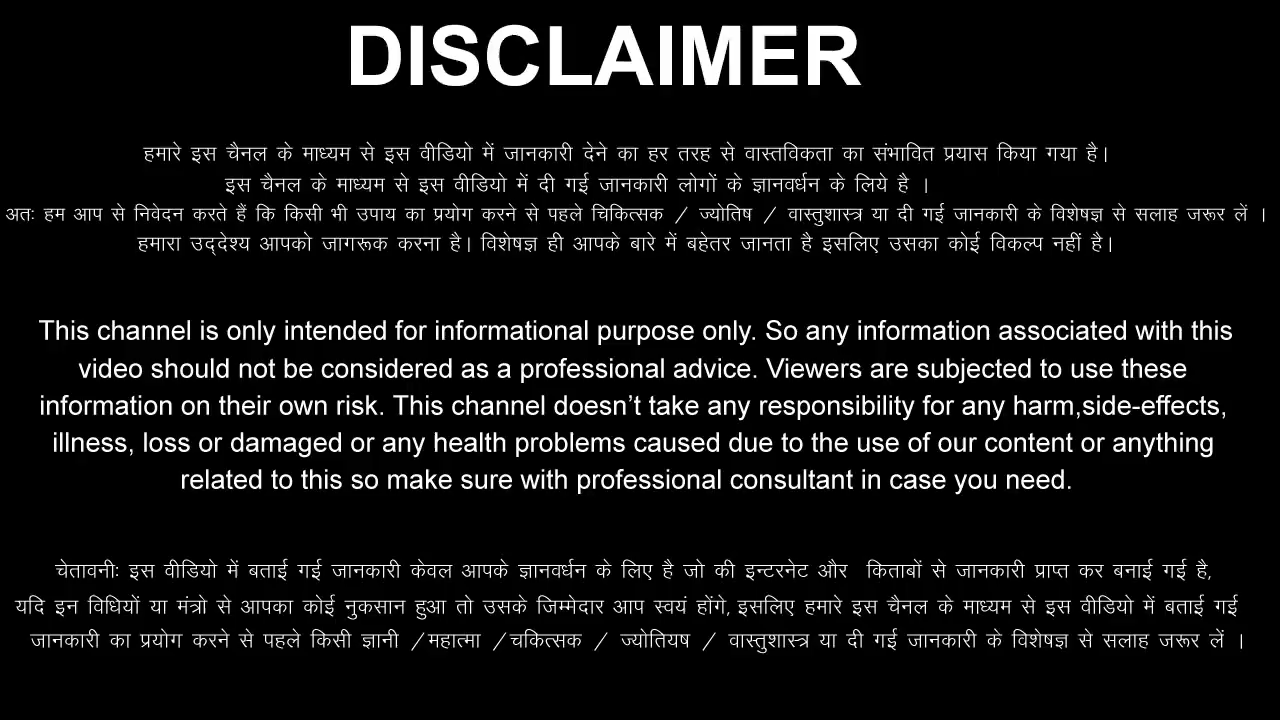 DISCLAIMER
हमारे इस चैनल के माध्यम से इस वीडियो में जानकारी देने का हर तरह से वास्तविकता का संभावित प्रयास किया गया है।
इस चैनल के माध्यम से इस वीडियो में दी गई जानकारी लोगों के ज्ञानवर्धन के लिये है ।
अतः हम आप से निवेदन करते हैं कि किसी भी उपाय का प्रयोग करने से पहले चिकित्सक / ज्योतिष / वास्तुशास्त्र या दी गई जानकारी के विशेषज्ञ से सलाह जरूर लें ।
हमारा उद्देश्य आपको जागरूक करना है। विशेषज्ञ ही आपके बारे में बहेतर जानता है इसलिए उसका कोई विकल्प नहीं है।
This channel is only intended for informational purpose only. So any information associated with this
video should not be considered as a professional advice. Viewers are subjected to use these
information on their own risk. This channel doesn’t take any responsibility for any harm,side-effects,
illness, loss or damaged or any health problems caused due to the use of our content or anything
related to this so make sure with professional consultant in case you need.
चेतावनीः इस वीडियो में बताई गई जानकारी केवल आपके ज्ञानवर्धन के लिए है जो की इन्टरनेट और किताबों से जानकारी प्राप्त कर बनाई गई है,
यदि इन विधियों या मंत्रो से आपका कोई नुकसान हुआ तो उसके जिम्मेदार आप स्वयं होंगे, इसलिए हमारे इस चैनल के माध्यम से इस वीडियो में बताई गई
जानकारी का प्रयोग करने से पहले किसी ज्ञानी /महात्मा /चकित्सक / ज्योतियष / वास्तुशास्त्र या दी गई जानकारी के विशेषज्ञ से सलाह जरूर लें ।